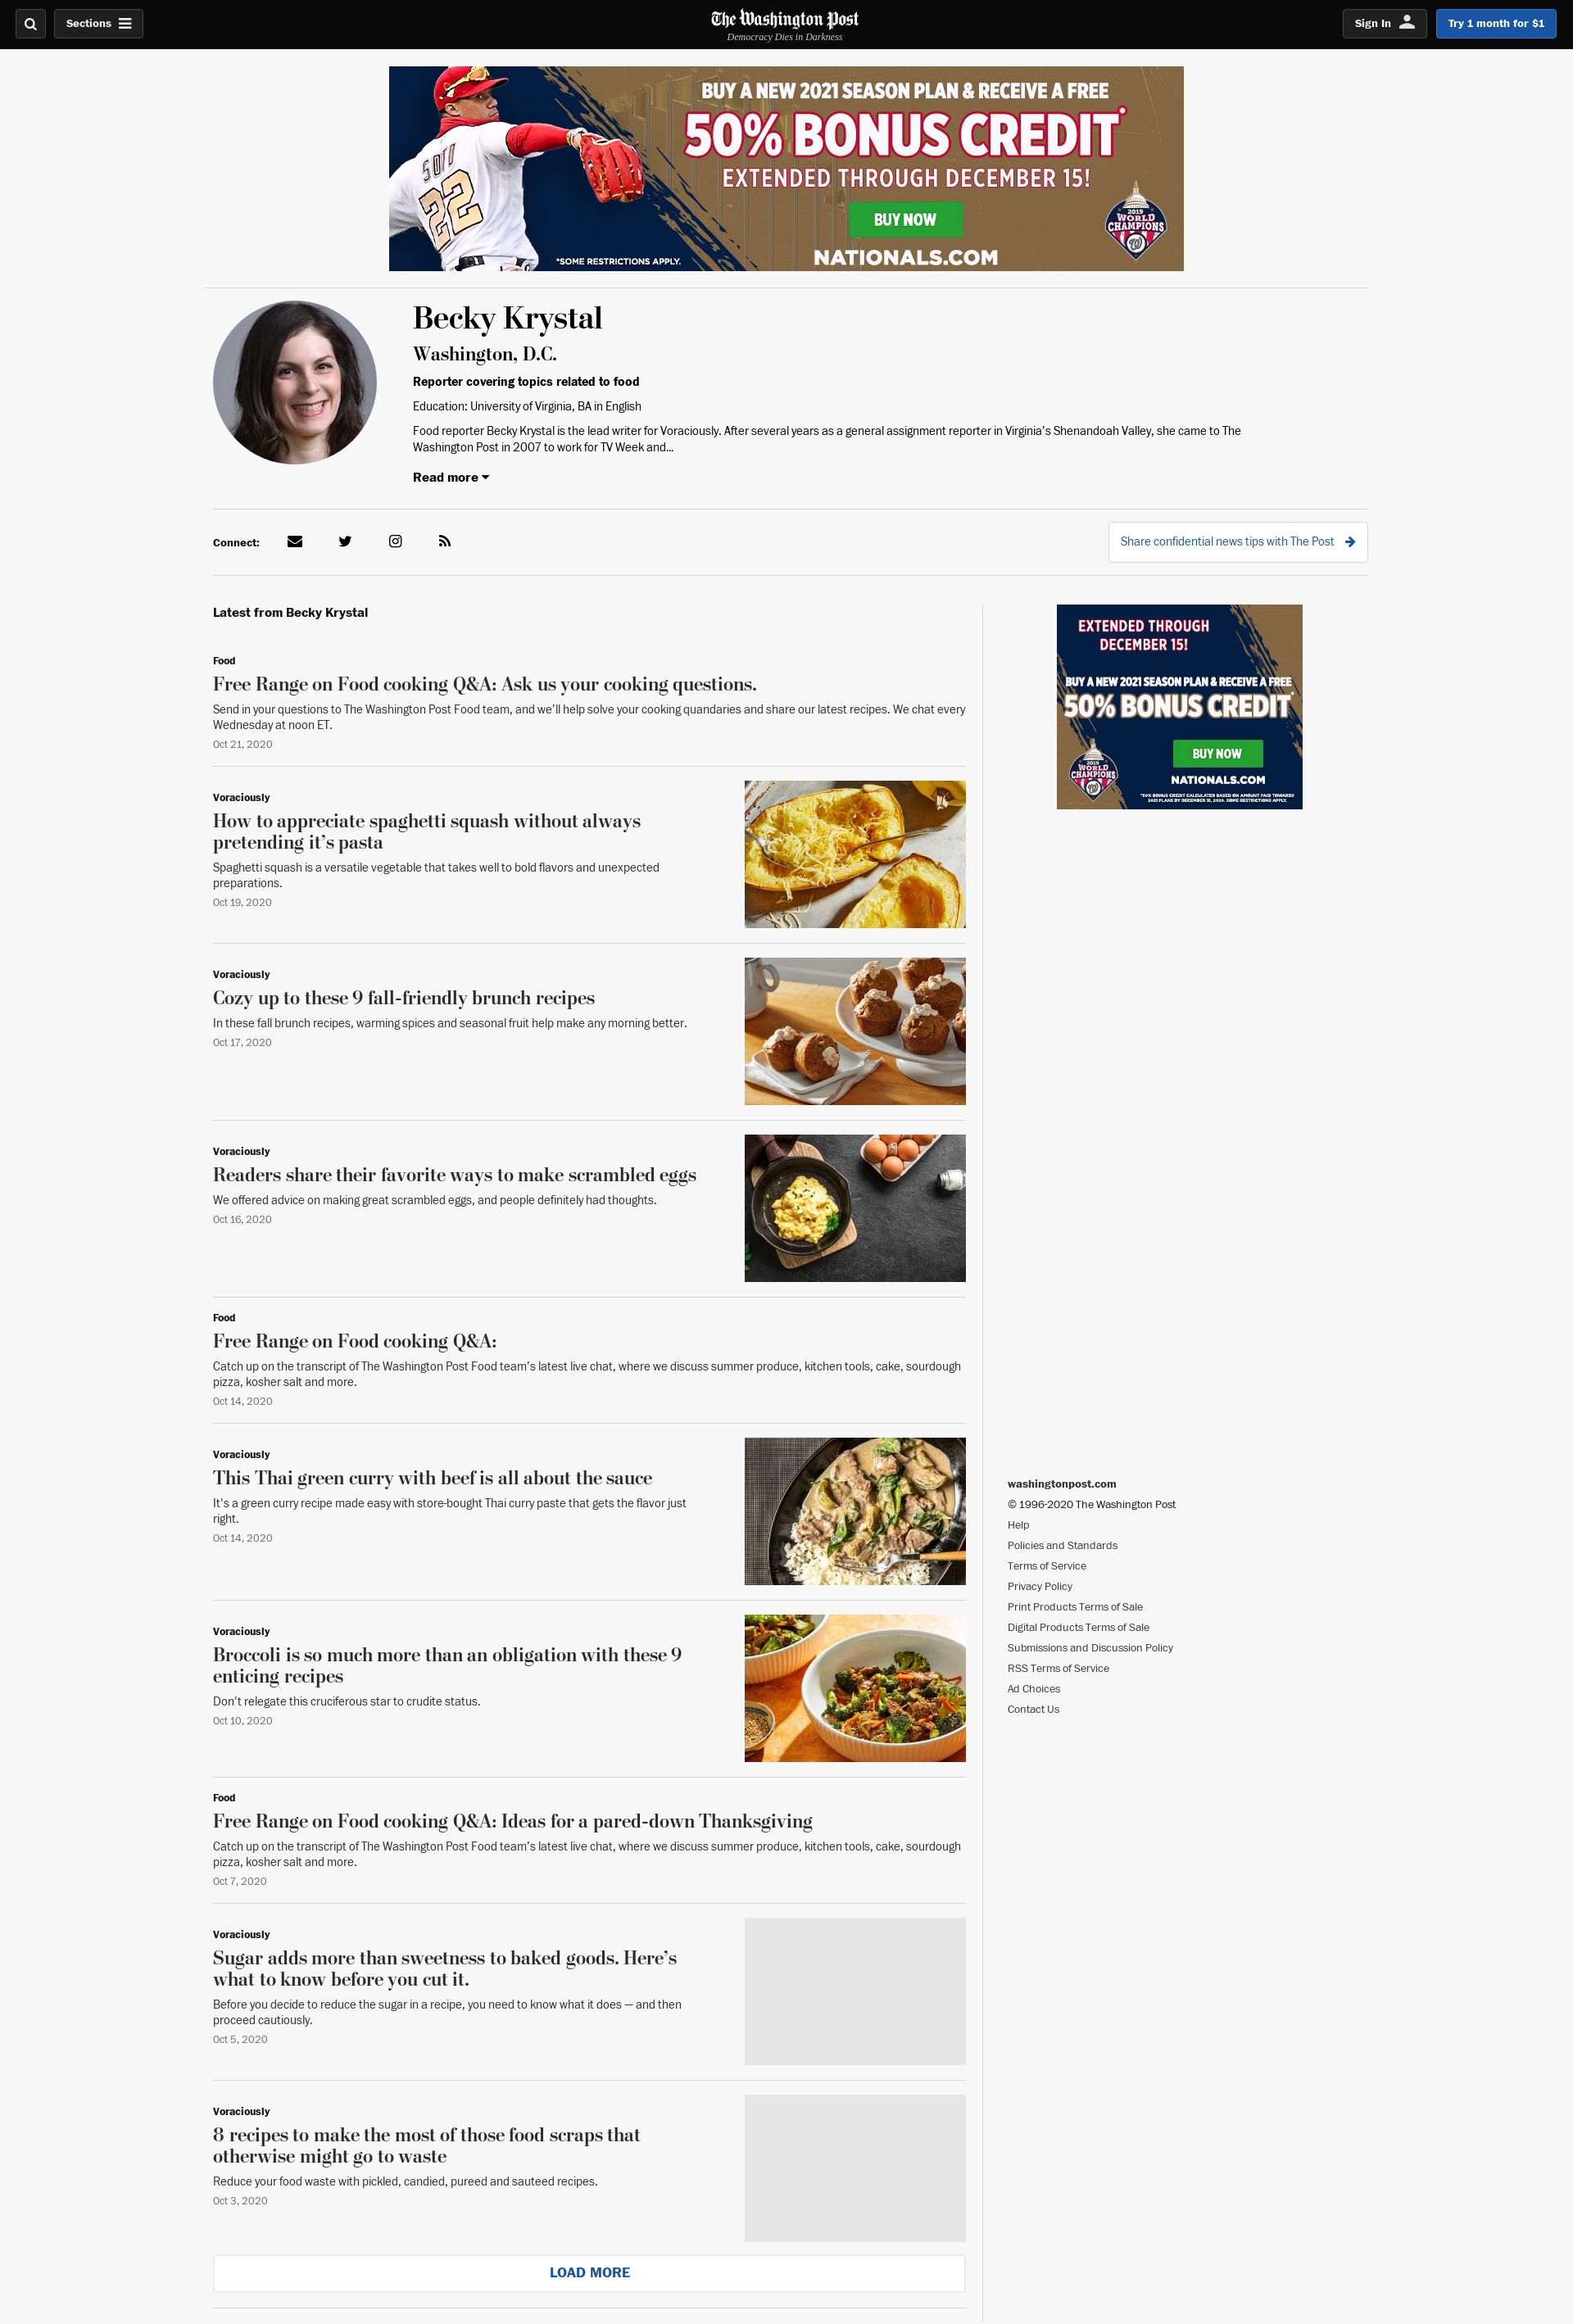 Sections
The Washington Post
Democracy Dies in Darkness
Sign In
Try 1 month for $1
SOTO
22
BUY A NEW 2021 SEASON PLAN & RECEIVE A FREE
50% BONUS CREDIT*
EXTENDED THROUGH DECEMBER 15!
BUY NOW
2019
WORLD
CHAMPIONS
W
*SOME RESTRICTIONS APPLY.
NATIONALS.COM
Becky Krystal
Washington, D.C.
Reporter covering topics related to food
Education: University of Virginia, BA in English
Food reporter Becky Krystal is the lead writer for Voraciously. After several years as a general assignment reporter in Virginia’s Shenandoah Valley, she came to The
Washington Post in 2007 to work for TV Week and...
Read more
Connect:
Share confidential news tips with The Post
Latest from Becky Krystal
Food
Free Range on Food cooking Q&A: Ask us your cooking questions.
Send in your questions to The Washington Post Food team, and we’ll help solve your cooking quandaries and share our latest recipes. We chat every
Wednesday at noon ET.
Oct 21, 2020
Voraciously
How to appreciate spaghetti squash without always
pretending it’s pasta
Spaghetti squash is a versatile vegetable that takes well to bold flavors and unexpected
preparations.
Oct 19, 2020
Voraciously
Cozy up to these 9 fall-friendly brunch recipes
In these fall brunch recipes, warming spices and seasonal fruit help make any morning better.
Oct 17, 2020
Voraciously
Readers share their favorite ways to make scrambled eggs
We offered advice on making great scrambled eggs, and people definitely had thoughts.
Oct 16, 2020
Food
Free Range on Food cooking Q&A:
Catch up on the transcript of The Washington Post Food team’s latest live chat, where we discuss summer produce, kitchen tools, cake, sourdough
pizza, kosher salt and more.
Oct 14, 2020
Voraciously
This Thai green curry with beef is all about the sauce
It's a green curry recipe made easy with store-bought Thai curry paste that gets the flavor just
right.
Oct 14, 2020
Voraciously
Broccoli is so much more than an obligation with these 9
enticing recipes
Don't relegate this cruciferous star to crudite status.
Oct 10, 2020
Food
Free Range on Food cooking Q&A: Ideas for a pared-down Thanksgiving
Catch up on the transcript of The Washington Post Food team’s latest live chat, where we discuss summer produce, kitchen tools, cake, sourdough
pizza, kosher salt and more.
Oct 7, 2020
Voraciously
Sugar adds more than sweetness to baked goods. Here’s
what to know before you cut it.
Before you decide to reduce the sugar in a recipe, you need to know what it does — and then
proceed cautiously.
Oct 5, 2020
Voraciously
8 recipes to make the most of those food scraps that
otherwise might go to waste
Reduce your food waste with pickled, candied, pureed and sauteed recipes.
Oct 3, 2020
LOAD MORE
EXTENDED THROUGH
DECEMBER 15!
BUY A NEW 2021 SEASON PLAN & RECEIVE A FREE
50% BONUS CREDIT*
BUY NOW
2019
WORLD
CHAMPIONS
W
NATIONALS.COM
*50% BONUS CREDIT CALCULATED BASED ON AMOUNT PAID TOWARDS
2021 PLANS BY DECEMBER 15, 2020. SOME RESTRICTIONS APPLY.
washingtonpost.com
© 1996-2020 The Washington Post
Help
Policies and Standards
Terms of Service
Privacy Policy
Print Products Terms of Sale
Digital Products Terms of Sale
Submissions and Discussion Policy
RSS Terms of Service
Ad Choices
Contact Us